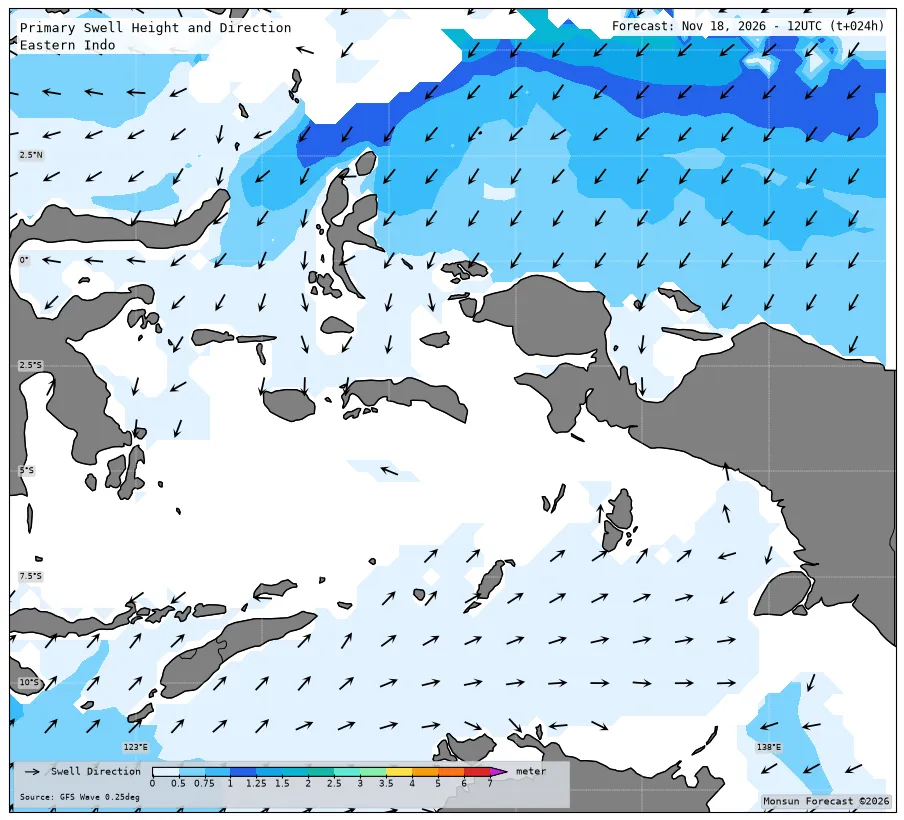 Primary Swell Height and Direction
Eastern Indo
Forecast: Nov 18, 2026 - 12UTC (t+024h)
2.5°N
0°
2.5°S
5°S
7.5°S
10°S
123°E
138°E
Swell Direction
0 0.5 0.75 1 1.25 1.5 2 2.5 3 3.5 4 5 6 7
meter
Source: GFS Wave 0.25deg
Monsun Forecast ©2026